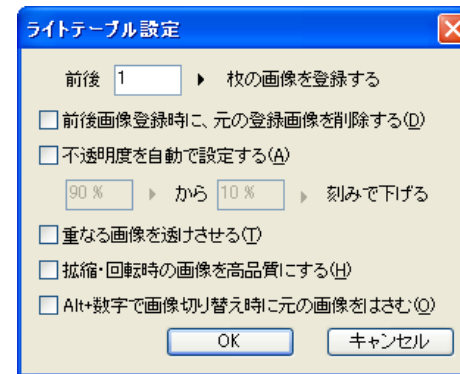 ライトテーブル設定
前後 1 枚の画像を登録する
前後画像登録時に、元の登録画像を削除する(D)
不透明度を自動で設定する(A)
90 % から 10 % 刻みで下げる
重なる画像を透けさせる(T)
拡縮・回転時の画像を高品質にする(H)
Alt+数字で画像切り替え時に元の画像をはさむ(O)
OK キャンセル